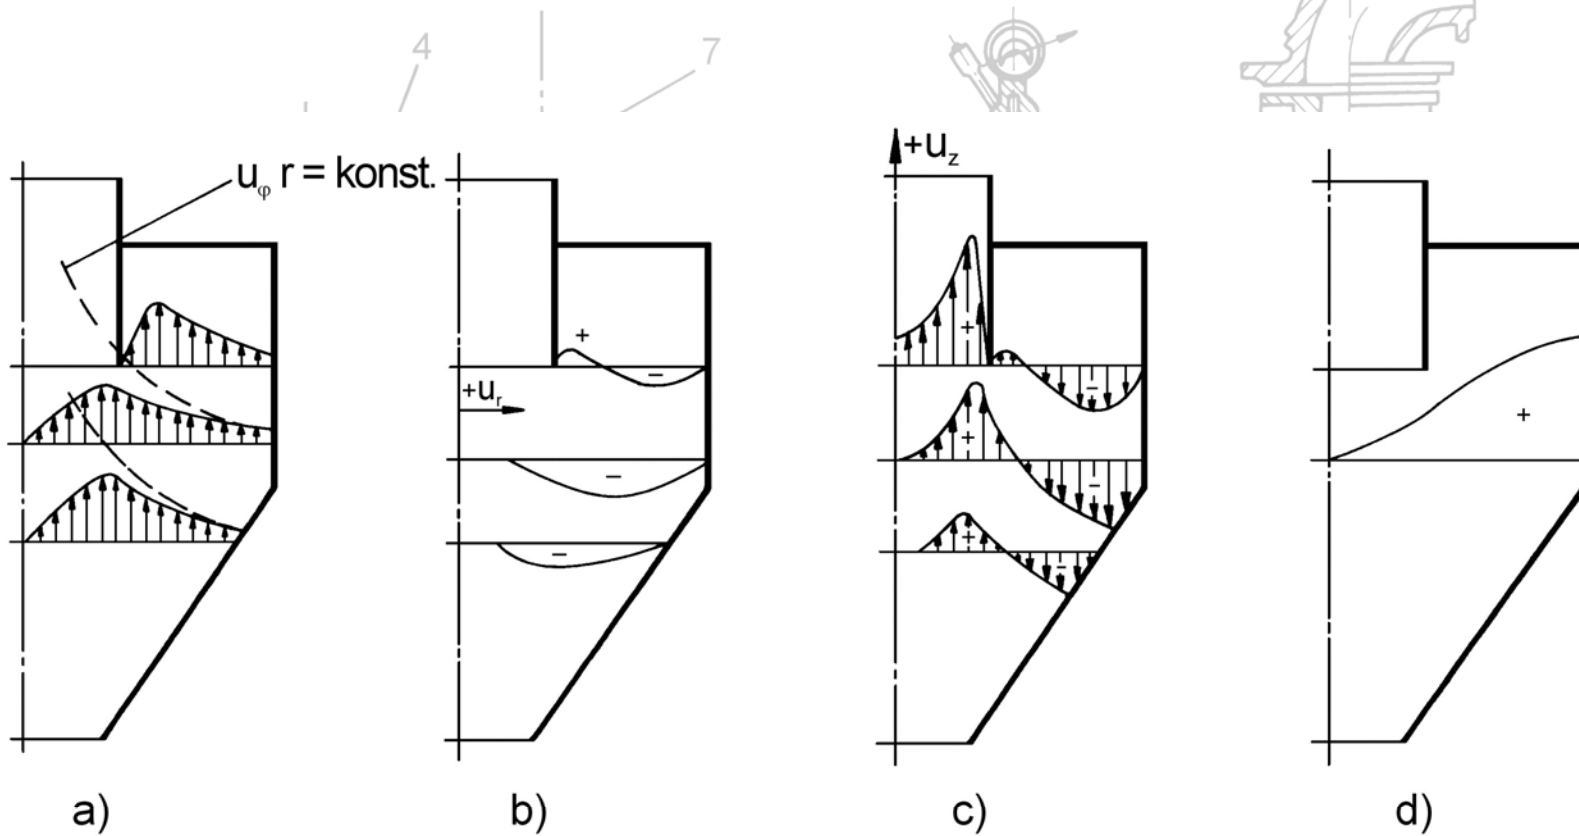 4
7
u_φ r = konst.
+u_z
+
-
+u_r
-
-
+
-
+
-
+
-
+
a)
b)
c)
d)